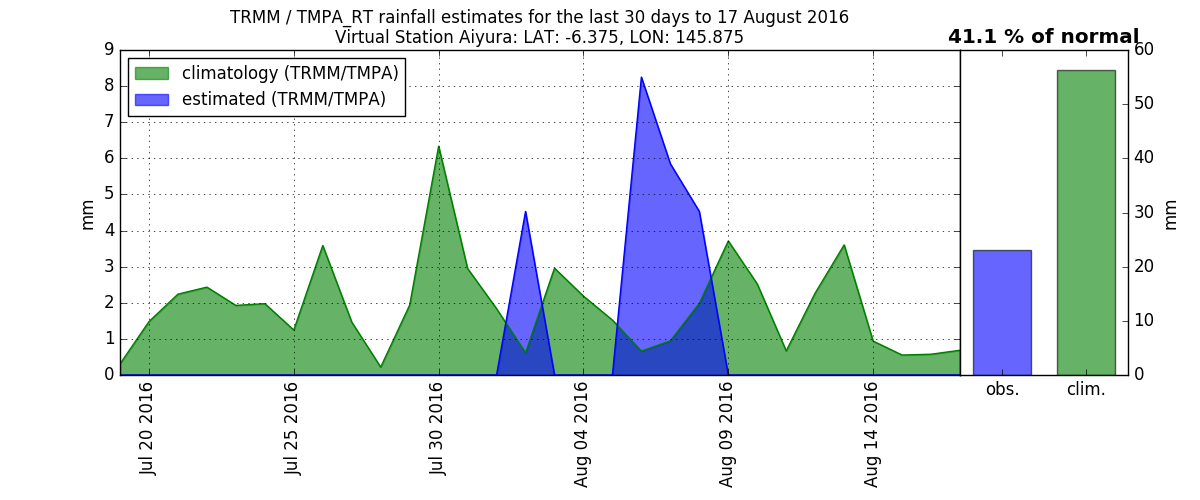 TRMM / TMPA_RT rainfall estimates for the last 30 days to 17 August 2016
Virtual Station Aiyura: LAT: -6.375, LON: 145.875
41.1 % of normal
climatology (TRMM/TMPA)
estimated (TRMM/TMPA)
9
8
7
6
5
4
3
2
1
0
mm
Jul 20 2016
Jul 25 2016
Jul 30 2016
Aug 04 2016
Aug 09 2016
Aug 14 2016
60
50
40
30
20
10
0
mm
obs.
clim.